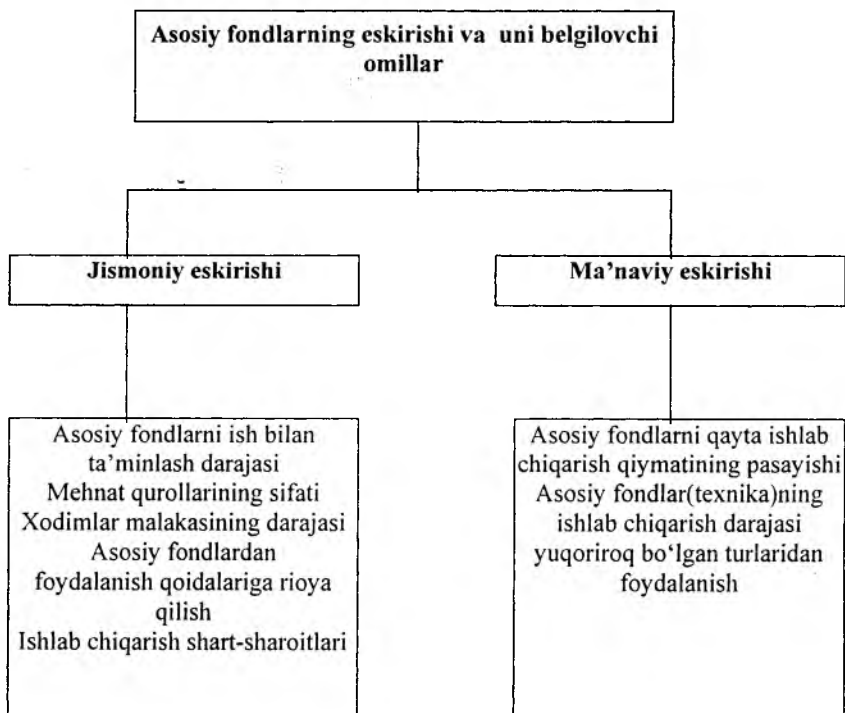 Asosiy fondlarning eskirishi va uni belgilovchi
omillar
Jismoniy eskirishi
Ma'naviy eskirishi
Asosiy fondlarni ish bilan
ta'minlash darajasi
Mehnat qurollarining sifati
Xodimlar malakasining darajasi
Asosiy fondlardan
foydalanish qoidalariga rioya
qilish
Ishlab chiqarish shart-sharoitlari
Asosiy fondlarni qayta ishlab
chiqarish qiymatining pasayishi
Asosiy fondlar(texnika)ning
ishlab chiqarish darajasi
yuqoriroq bo‘lgan turlaridan
foydalanish